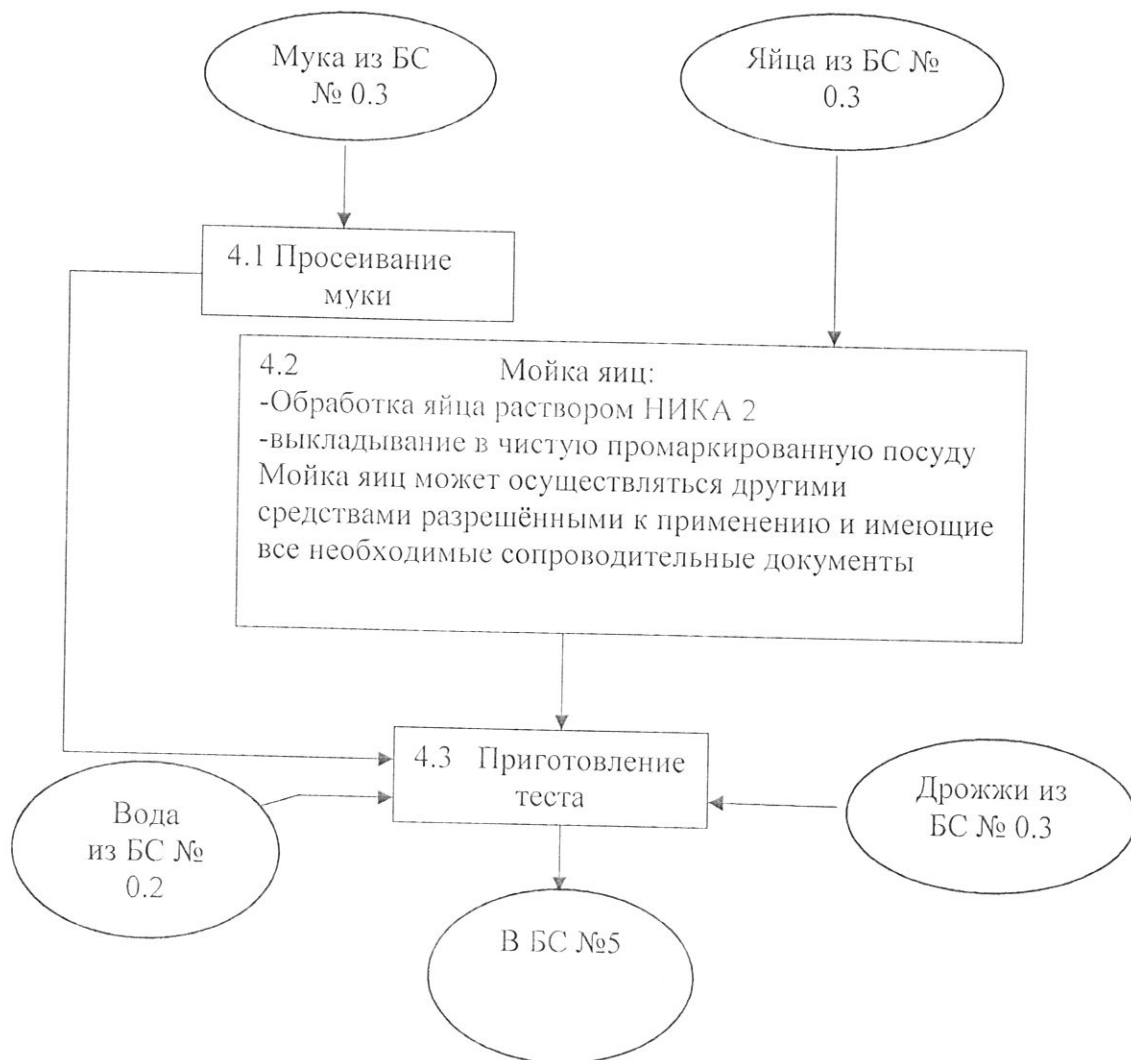 Мука из БС
№ 0.3
Яйца из БС №
0.3
4.1 Просеивание
муки
4.2 Мойка яиц:
-Обработка яйца раствором НИКА 2
-выкладывание в чистую промаркированную посуду
Мойка яиц может осуществляться другими
средствами разрешёнными к применению и имеющие
все необходимые сопроводительные документы
4.3 Приготовление
теста
Вода
из БС №
0.2
Дрожжи из
БС № 0.3
В БС №5